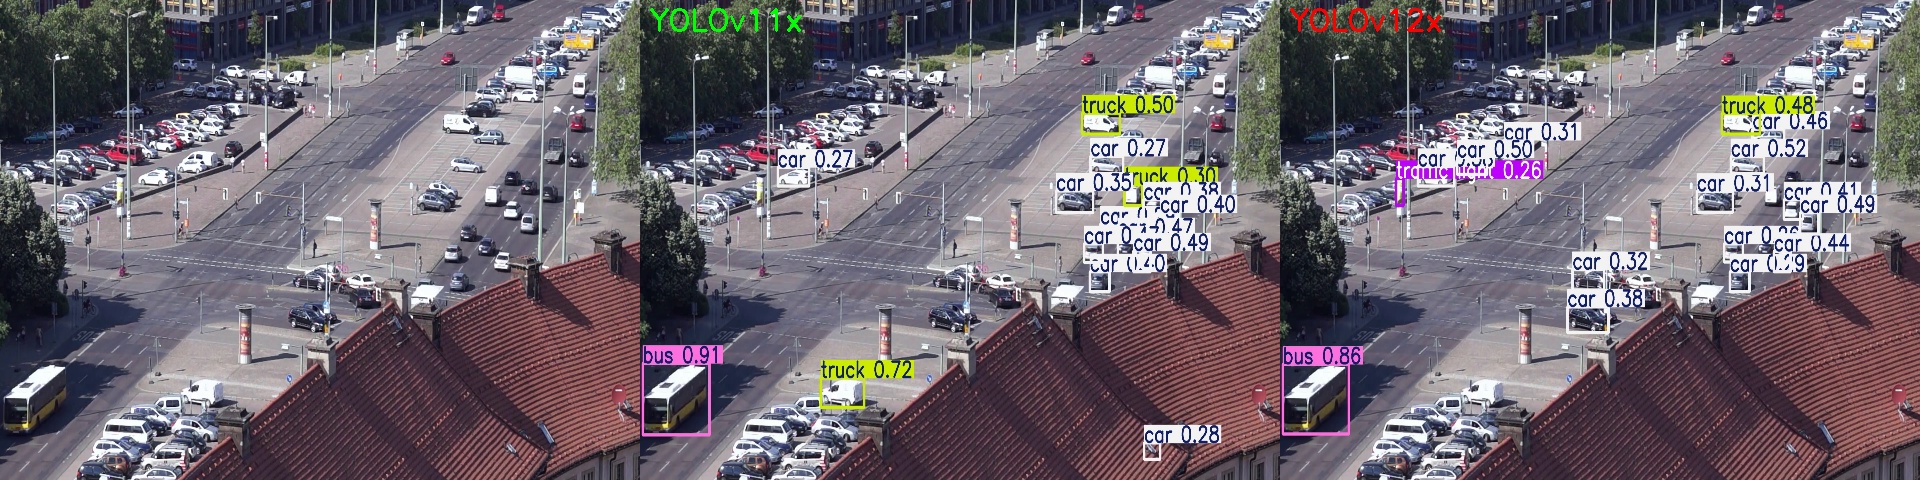 YOLOv11x
truck 0.50
car 0.27
car 0.27
truck 0.30
car 0.35
0.38
0.40
car
0.47
car
0.49
0.40
bus 0.91
truck 0.72
car 0.28
YOLOv12x
truck 0.48
car 0.46
car 0.31
car 0.50
car
car 0.52
traffic light 0.26
car 0.31
0.41
0.49
car
car 0.44
car 0.32
car
car 0.38
bus 0.86